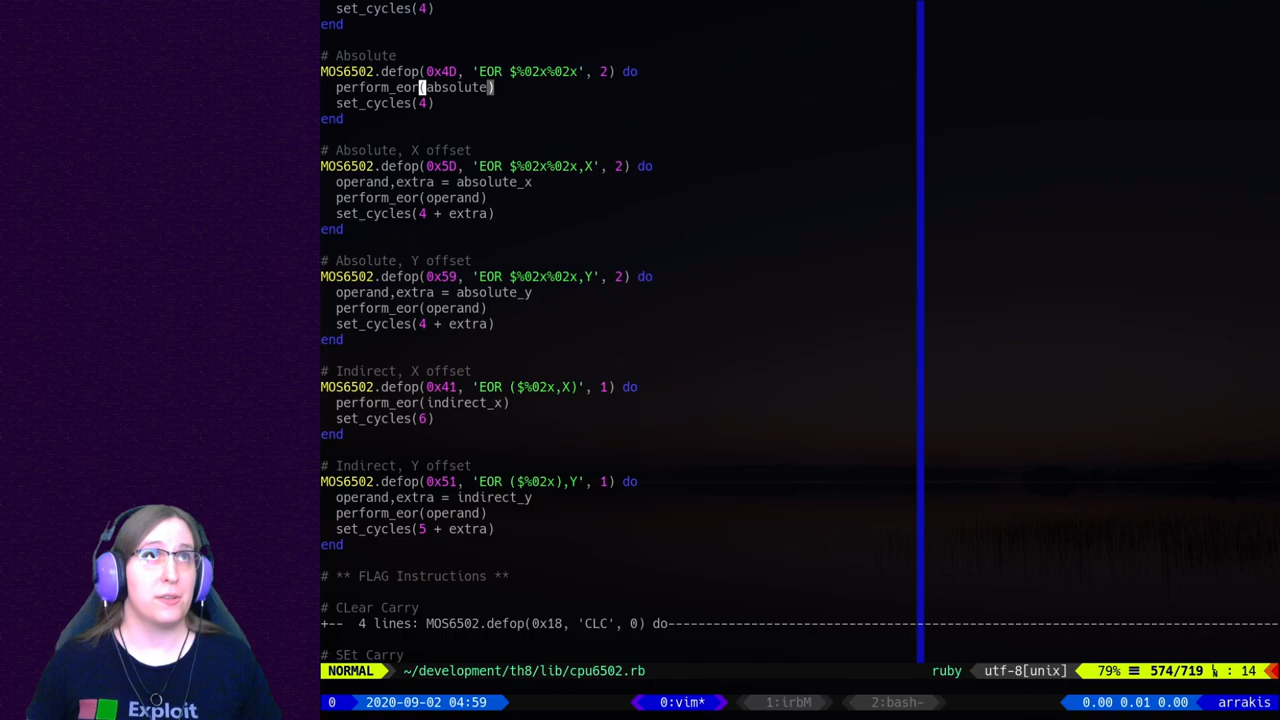 set_cycles(4)
end
# Absolute
MOS6502.defop(0x4D, 'EOR $%02x%02x', 2) do
perform_eor(absolute)
set_cycles(4)
end
# Absolute, X offset
MOS6502.defop(0x5D, 'EOR $%02x%02x,X', 2) do
operand,extra = absolute_x
perform_eor(operand)
set_cycles(4 + extra)
end
# Absolute, Y offset
MOS6502.defop(0x59, 'EOR $%02x%02x,Y', 2) do
operand,extra = absolute_y
perform_eor(operand)
set_cycles(4 + extra)
end
# Indirect, X offset
MOS6502.defop(0x41, 'EOR ($%02x,X)', 1) do
perform_eor(indirect_x)
set_cycles(6)
end
# Indirect, Y offset
MOS6502.defop(0x51, 'EOR ($%02x),Y', 1) do
operand,extra = indirect_y
perform_eor(operand)
set_cycles(5 + extra)
end
# ** FLAG Instructions **
# CLear Carry
+-- 4 lines: MOS6502.defop(0x18, 'CLC', 0) do--------------------------------------------------------------------------------
# SEt Carry
NORMAL ~/development/th8/lib/cpu6502.rb ruby utf-8[unix] 79% ≡ 574/719 ㏑ : 14
0 2020-09-02 04:59 0:vim* 1:irbM 2:bash- 0.00 0.01 0.00 arrakis
Exploit